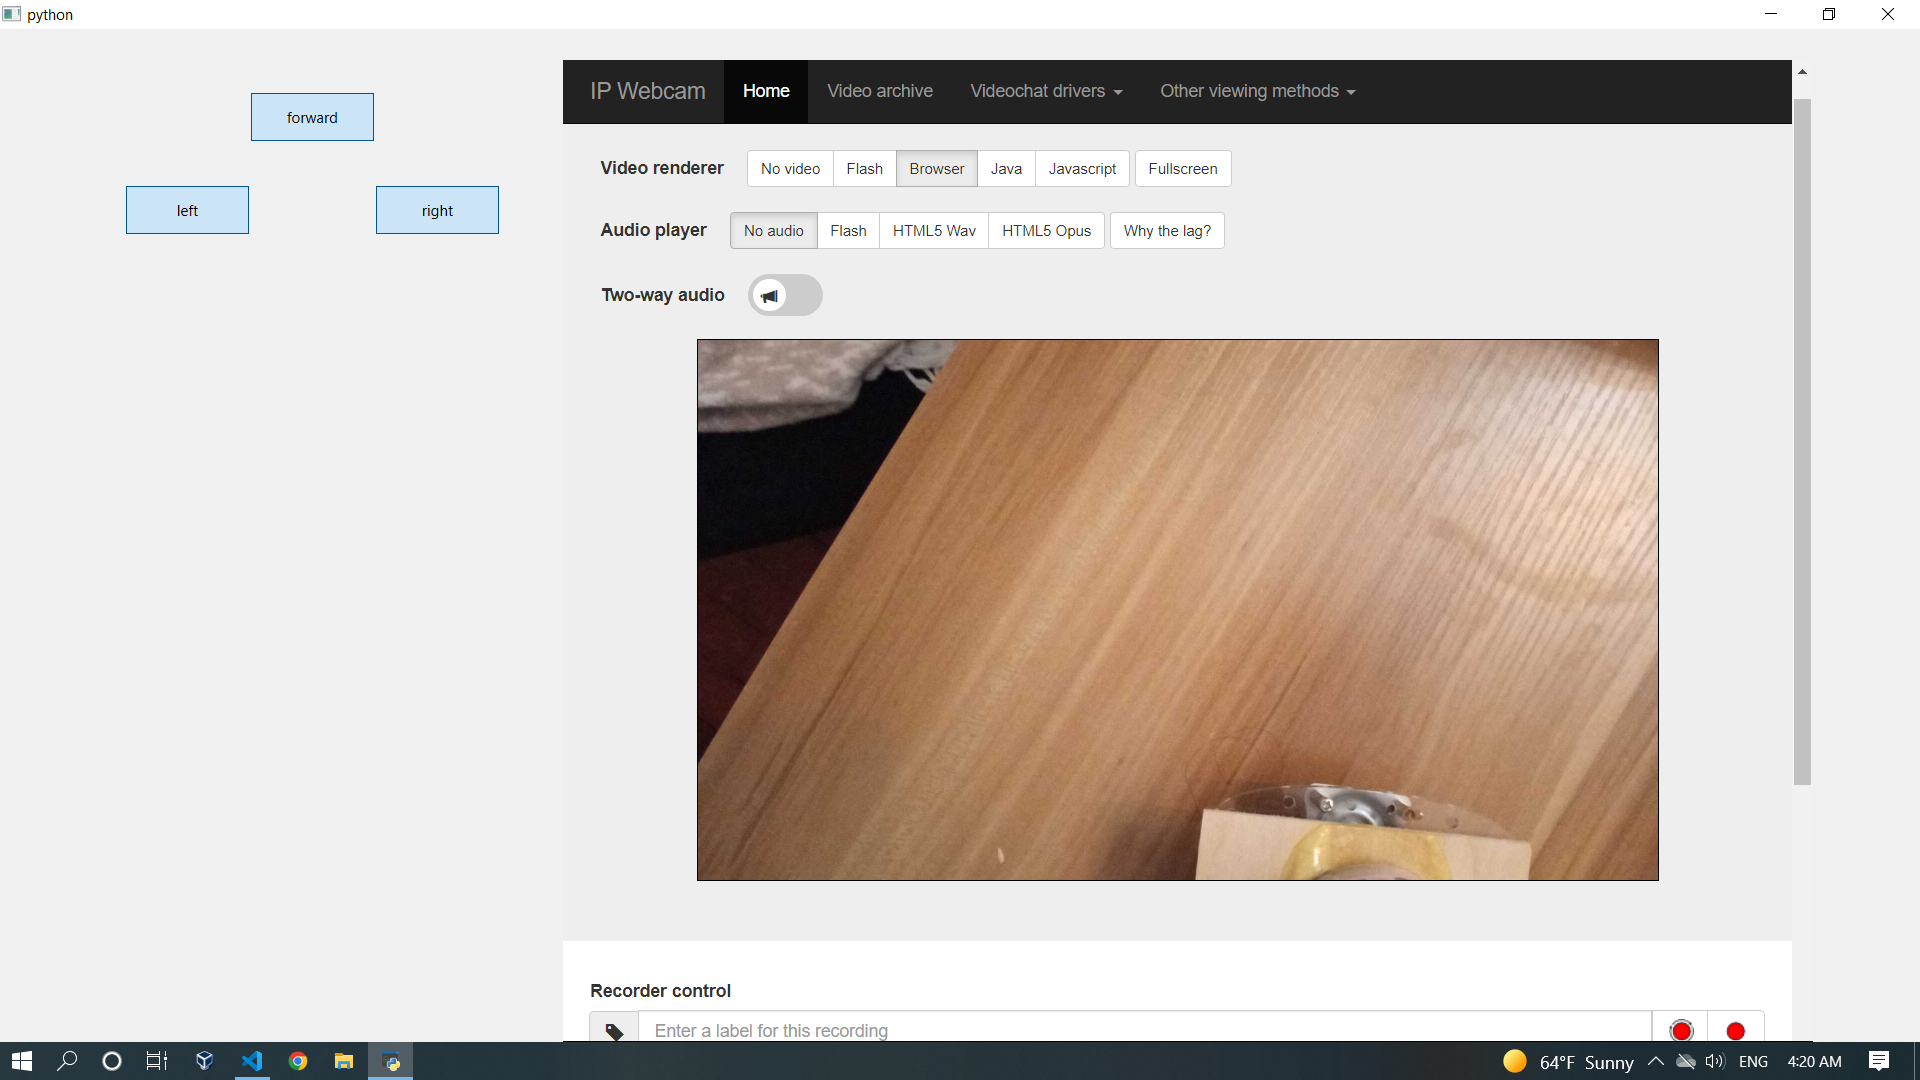 python
forward
left right
IP Webcam Home Video archive Videochat drivers Other viewing methods
Video renderer No video Flash Browser Java Javascript Fullscreen
Audio player No audio Flash HTML5 Wav HTML5 Opus Why the lag?
Two-way audio
Recorder control
Enter a label for this recording
64°F Sunny ENG 4:20 AM